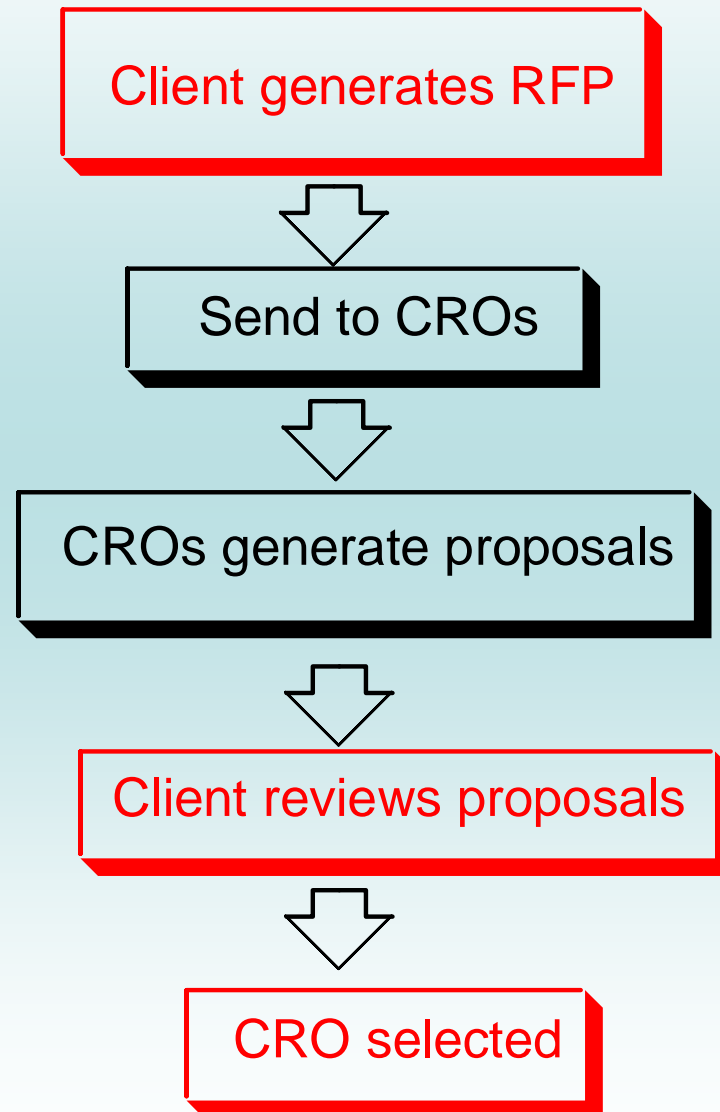 Client generates RFP
Send to CROs
CROs generate proposals
Client reviews proposals
CRO selected